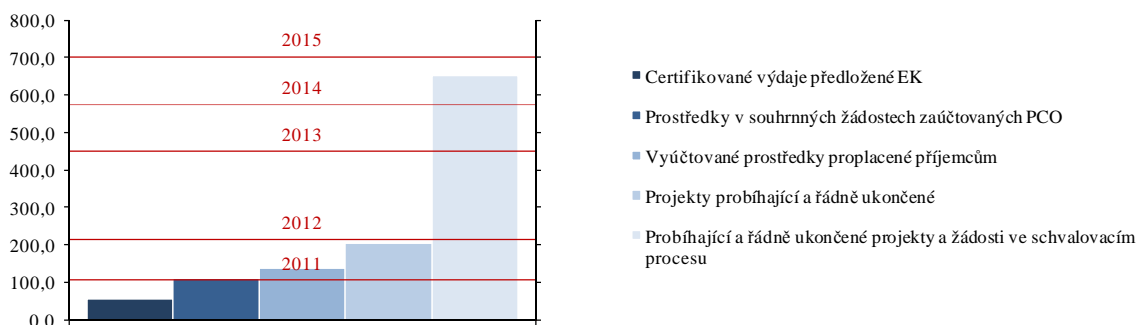 800,0
700,0
600,0
500,0
400,0
300,0
200,0
100,0
0,0
2015
2014
2013
2012
2011
Certifikované výdaje předložené EK
Prostředky v souhrnných žádostech zaúčtovaných PCO
Vyúčtované prostředky proplacené příjemcům
Projekty probíhající a řádně ukončené
Probíhající a řádně ukončené projekty a žádosti ve schvalovacím
procesu